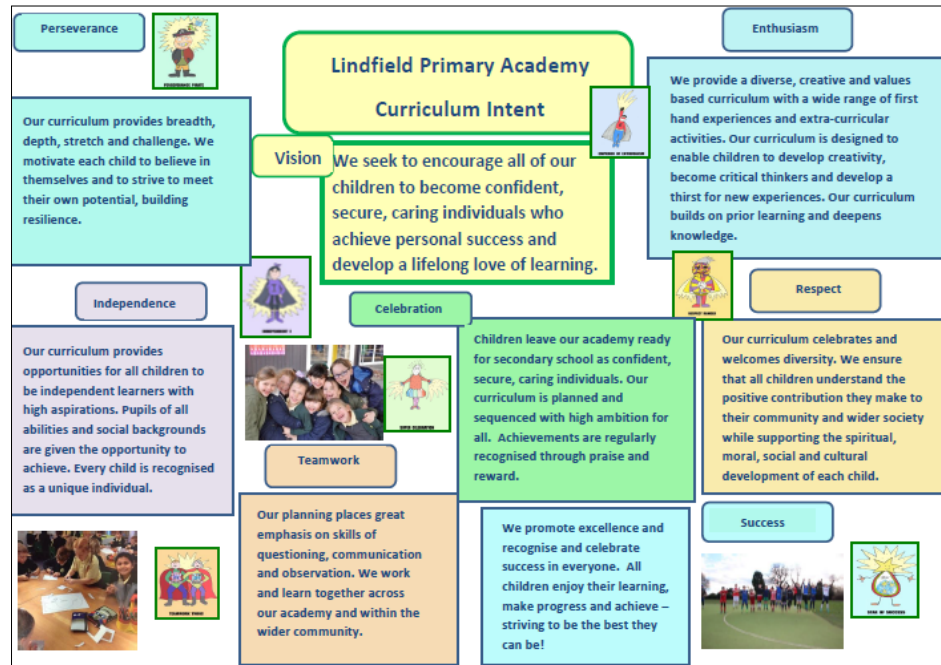 Perseverance
Our curriculum provides breadth,
depth, stretch and challenge. We
motivate each child to believe in
themselves and to strive to meet
their own potential, building
resilience.
Lindfield Primary Academy
Curriculum Intent
Vision
We seek to encourage all of our
children to become confident,
secure, caring individuals who
achieve personal success and
develop a lifelong love of learning.
Enthusiasm
We provide a diverse, creative and values
based curriculum with a wide range of first
hand experiences and extra-curricular
activities. Our curriculum is designed to
enable children to develop creativity,
become critical thinkers and develop a
thirst for new experiences. Our curriculum
builds on prior learning and deepens
knowledge.
Independence
Our curriculum provides
opportunities for all children to
be independent learners with
high aspirations. Pupils of all
abilities and social backgrounds
are given the opportunity to
achieve. Every child is recognised
as a unique individual.
Celebration
Children leave our academy ready
for secondary school as confident,
secure, caring individuals. Our
curriculum is planned and
sequenced with high ambition for
all. Achievements are regularly
recognised through praise and
reward.
Respect
Our curriculum celebrates and
welcomes diversity. We ensure
that all children understand the
positive contribution they make to
their community and wider society
while supporting the spiritual,
moral, social and cultural
development of each child.
Teamwork
Our planning places great
emphasis on skills of
questioning, communication
and observation. We work
and learn together across
our academy and within the
wider community.
We promote excellence and
recognise and celebrate
success in everyone. All
children enjoy their learning,
make progress and achieve –
striving to be the best they
can be!
Success